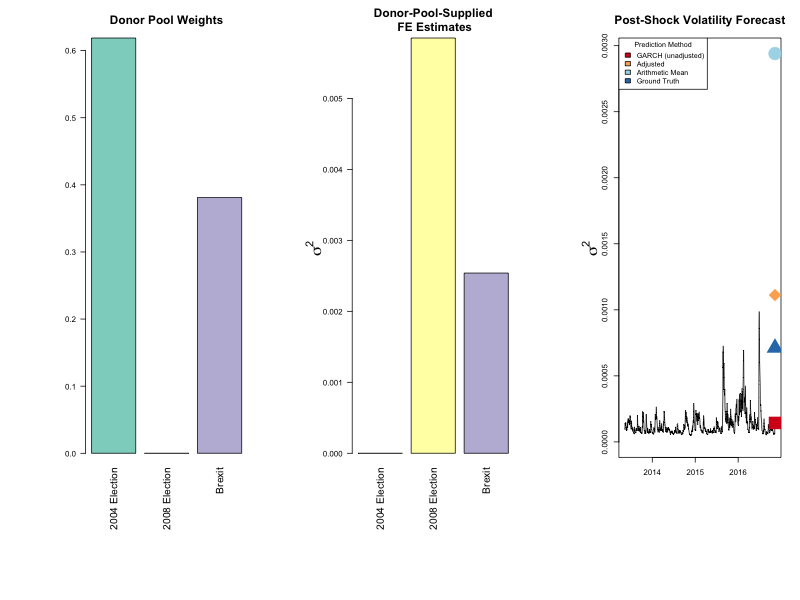 Donor Pool Weights
0.6
0.5
0.4
0.3
0.2
0.1
0.0
2004 Election
2008 Election
Brexit
Donor-Pool-Supplied
FE Estimates
σ²
0.005
0.004
0.003
0.002
0.001
0.000
2004 Election
2008 Election
Brexit
Post-Shock Volatility Forecast
σ²
0.0030
0.0025
0.0020
0.0015
0.0010
0.0005
0.0000
Prediction Method
GARCH (unadjusted)
Adjusted
Arithmetic Mean
Ground Truth
2014
2015
2016